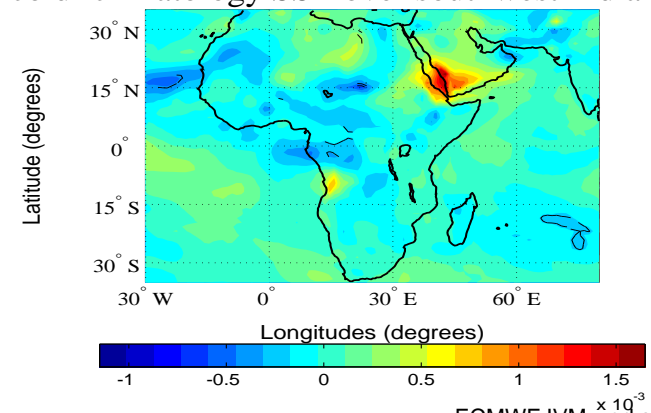 30° N
15° N
0°
15° S
30° S
Latitude (degrees)
30° W 0° 30° E 60° E
Longitudes (degrees)
-1 -0.5 0 0.5 1 1.5
x 10⁻³